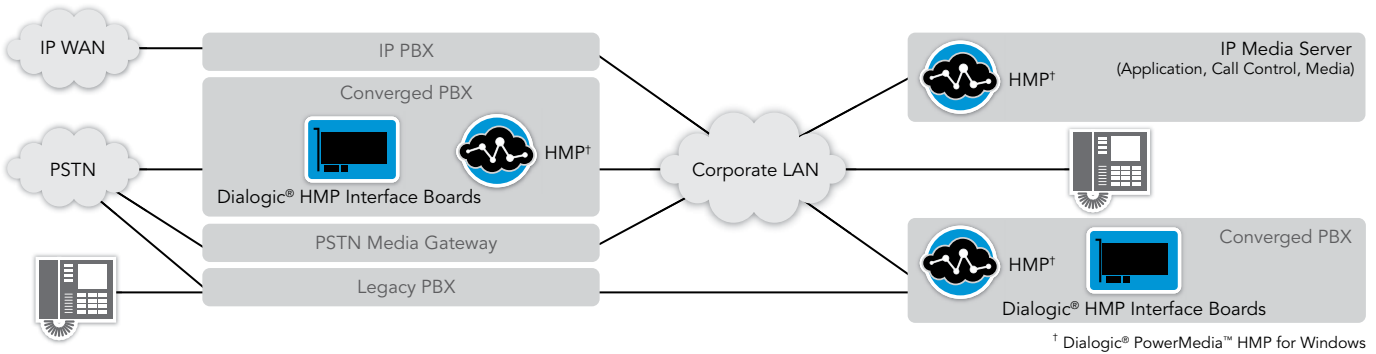 IP WAN
IP PBX
Converged PBX
HMP†
Dialogic® HMP Interface Boards
PSTN
PSTN Media Gateway
Legacy PBX
Corporate LAN
IP Media Server
(Application, Call Control, Media)
HMP†
Converged PBX
HMP†
Dialogic® HMP Interface Boards
† Dialogic® PowerMedia™ HMP for Windows